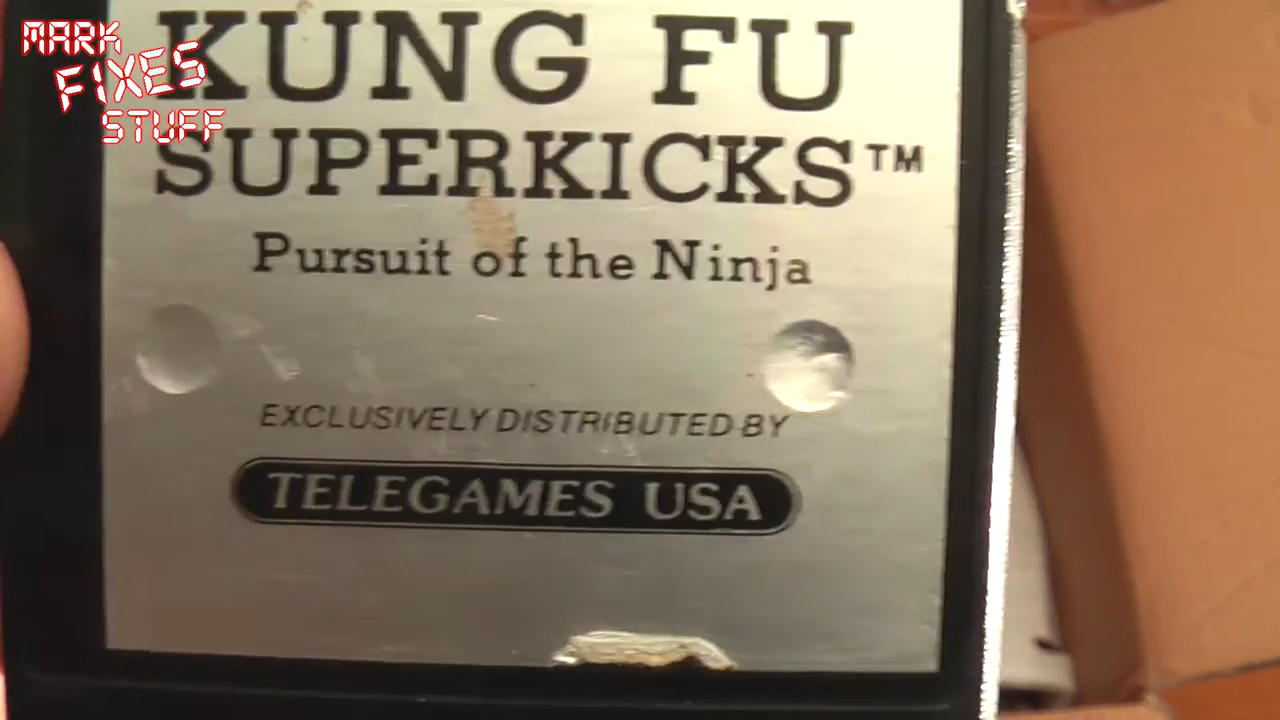 MARK
FIXES
STUFF
KUNG FU
SUPERKICKS™
Pursuit of the Ninja
EXCLUSIVELY DISTRIBUTED BY
TELEGAMES USA